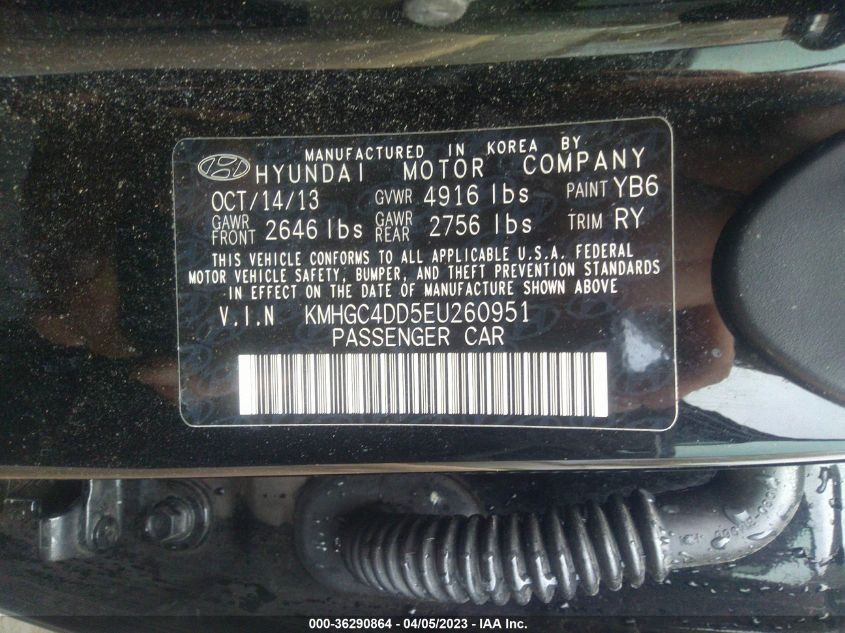 MANUFACTURED IN KOREA BY
HYUNDAI MOTOR COMPANY
OCT/14/13 GVWR 4916 lbs PAINT YB6
GAWR FRONT 2646 lbs GAWR REAR 2756 lbs TRIM RY
THIS VEHICLE CONFORMS TO ALL APPLICABLE U.S.A. FEDERAL
MOTOR VEHICLE SAFETY, BUMPER, AND THEFT PREVENTION STANDARDS
IN EFFECT ON THE DATE OF MANUFACTURE SHOWN ABOVE
V.I.N KMHGC4DD5EU260951
PASSENGER CAR
000-36290864 - 04/05/2023 - IAA Inc.